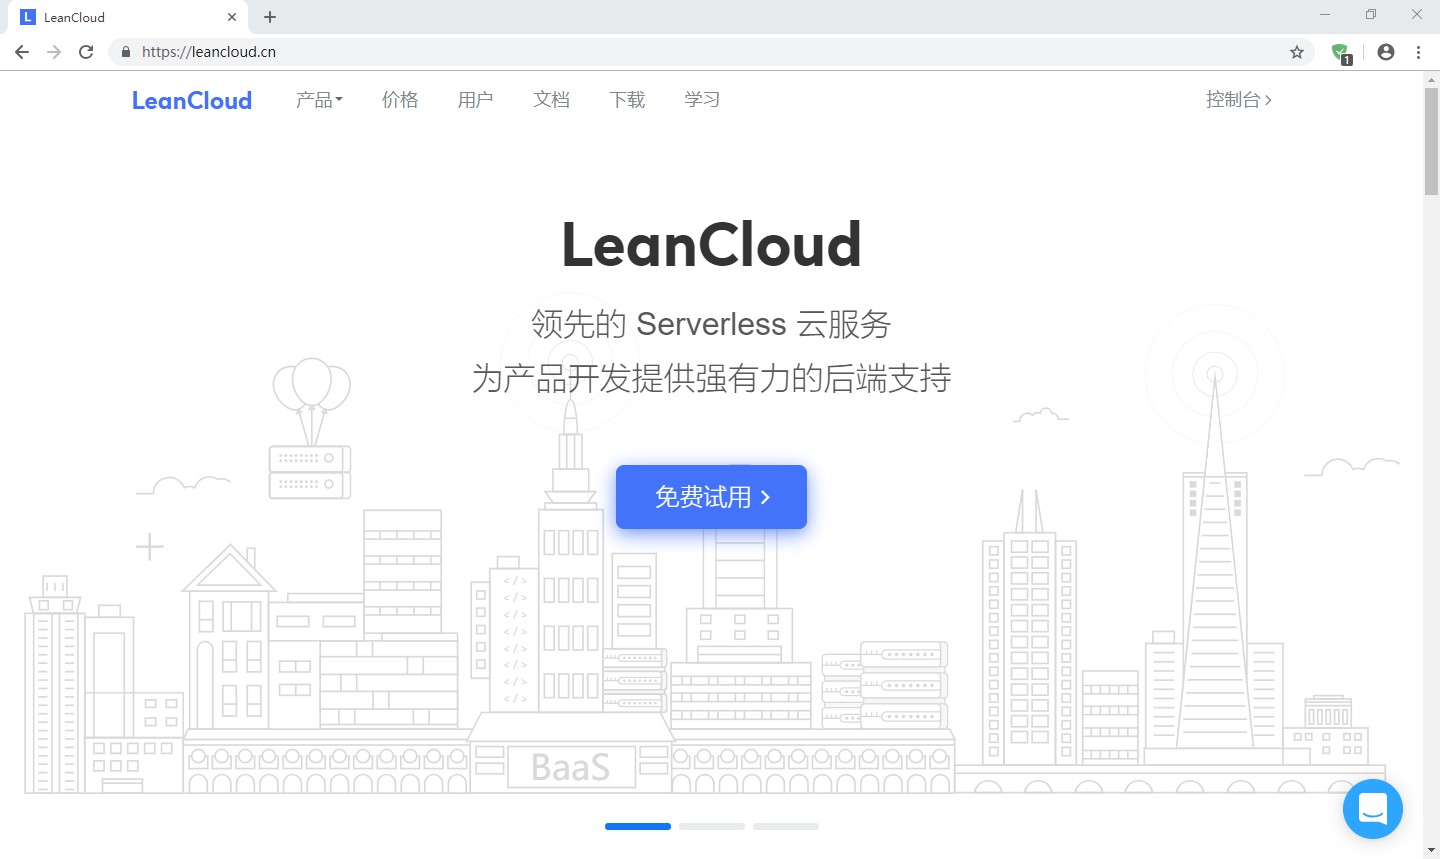 LeanCloud
https://leancloud.cn
1
LeanCloud 产品 价格 用户 文档 下载 学习 控制台
LeanCloud
领先的 Serverless 云服务
为产品开发提供强有力的后端支持
免费试用
</>
</>
</>
</>
</>
</>
</>
</>
BaaS